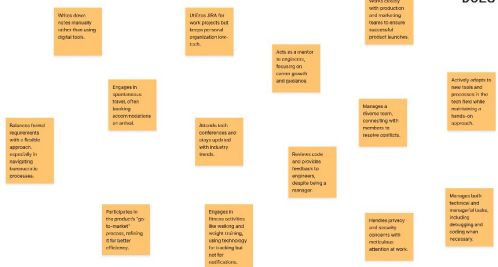 Writes down
notes manually
rather than using
digital tools.
Utilizes JIRA for
work projects but
keeps personal
organization low-
tech.
Works closely
with production
and marketing
teams to ensure
successful
product launches.
DOES
Acts as a mentor
to engineers,
focusing on
career growth
and guidance.
Engages in
spontaneous
travel, often
booking
accommodations
on arrival.
Actively adapts to
new tools and
processes in the
tech field while
maintaining a
hands-on
approach.
Manages a
diverse team,
connecting with
members to
resolve conflicts.
Balances formal
requirements
with a flexible
approach,
especially in
navigating
bureaucratic
processes.
Attends tech
conferences and
stays updated
with industry
trends.
Reviews code
and provides
feedback to
engineers,
despite being a
manager.
Manages both
technical and
managerial tasks,
including
debugging and
coding when
necessary.
Participates in
the products "go-
to-market"
process, refining
it for better
efficiency.
Engages in
fitness activities
like walking and
weight training,
using technology
for tracking but
not for
notifications.
Handles privacy
and security
concerns with
meticulous
attention at work.